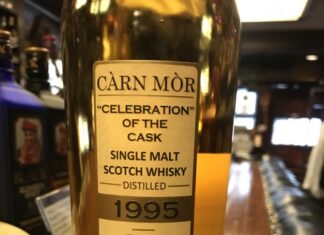 CÀRN MÒR
"CELEBRATION"
OF THE
CASK
SINGLE MALT
SCOTCH WHISKY
DISTILLED
1995